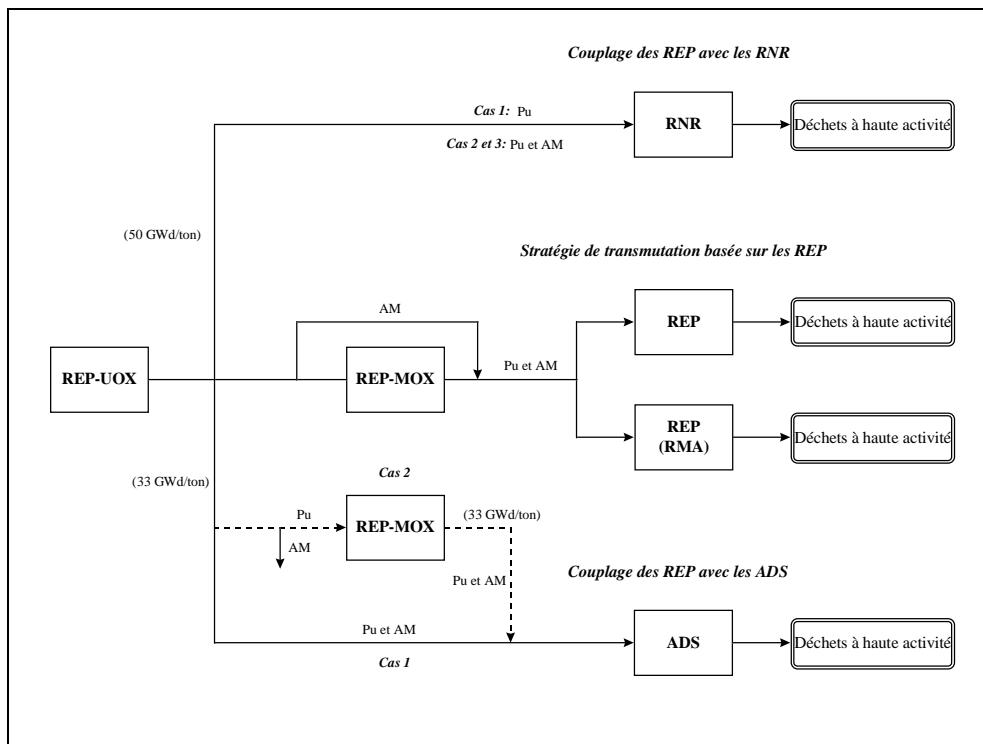 Couplage des REP avec les RNR
Cas 1: Pu
RNR
Déchets à haute activité
Cas 2 et 3: Pu et AM
(50 GWd/ton)
Stratégie de transmutation basée sur les REP
AM
REP
Déchets à haute activité
REP-UOX
REP-MOX
Pu et AM
REP
(RMA)
Déchets à haute activité
(33 GWd/ton)
Cas 2
Pu
REP-MOX
(33 GWd/ton)
AM
Pu et AM
Couplage des REP avec les ADS
Pu et AM
ADS
Déchets à haute activité
Cas 1